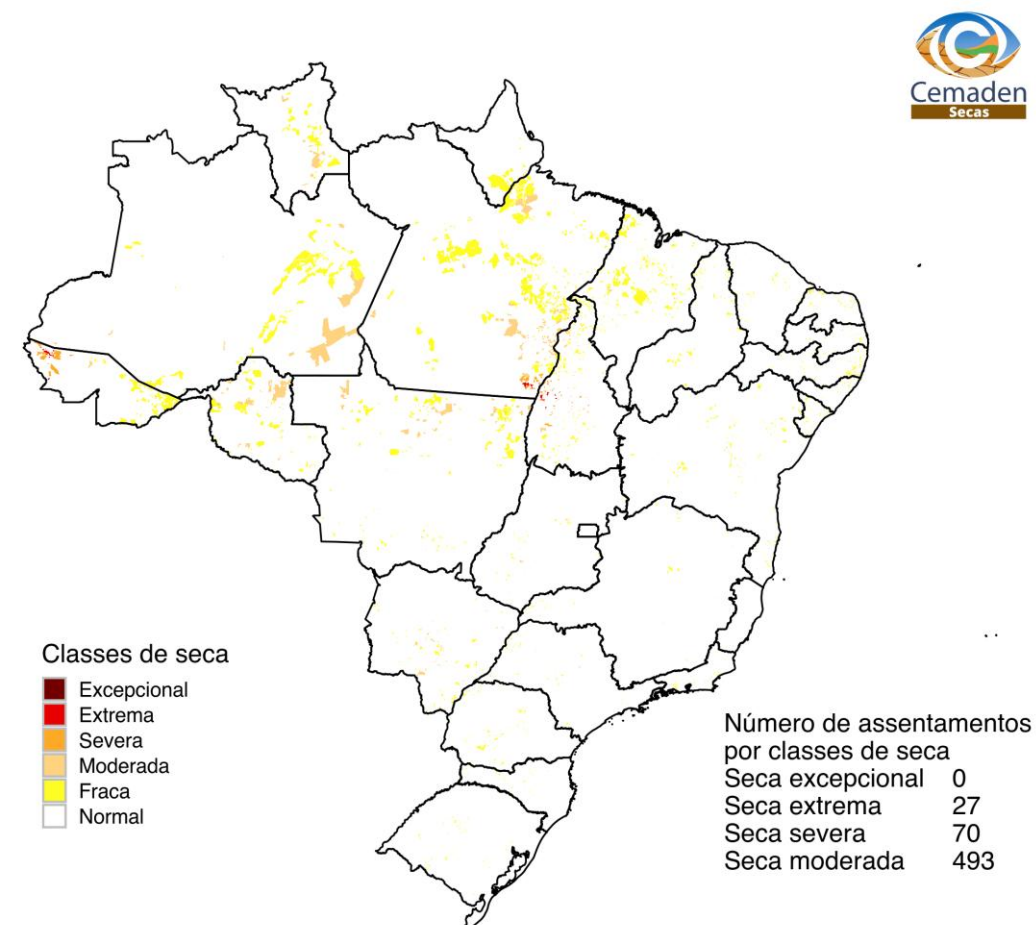 Cemaden
Secas
Classes de seca
Excepcional
Extrema
Severa
Moderada
Fraca
Normal
Número de assentamentos
por classes de seca
Seca excepcional 0
Seca extrema 27
Seca severa 70
Seca moderada 493